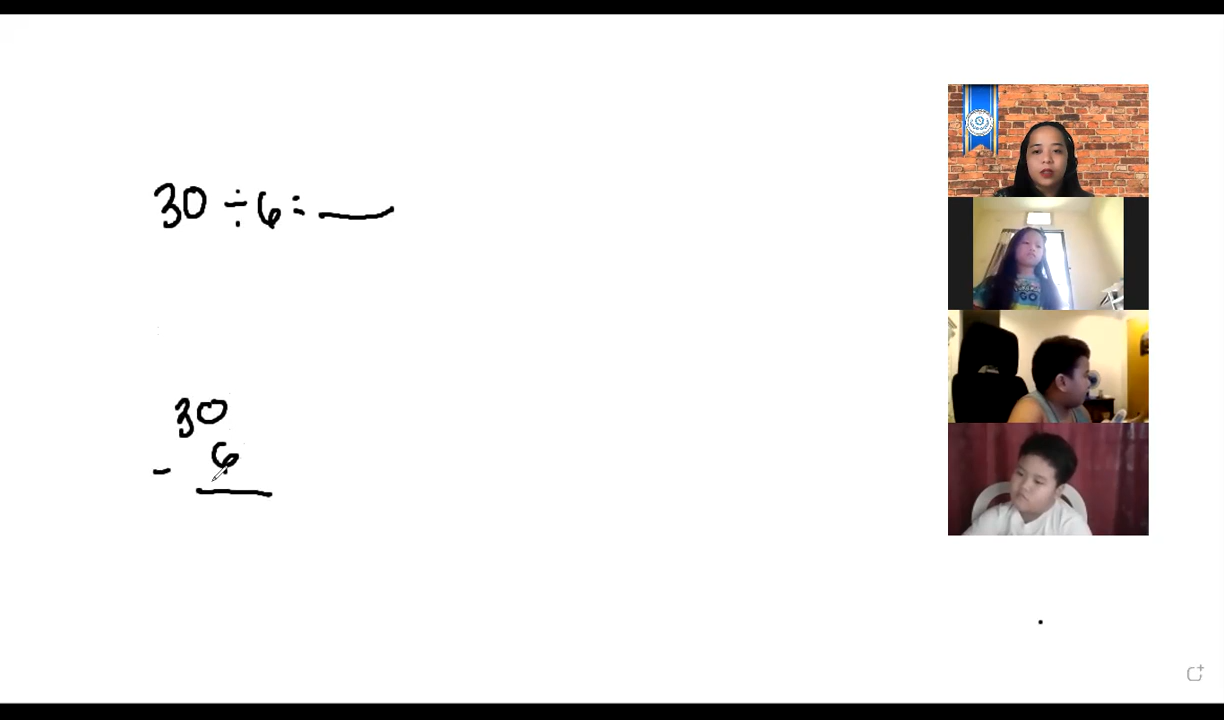 30 ÷ 6 = ___
30
- 6